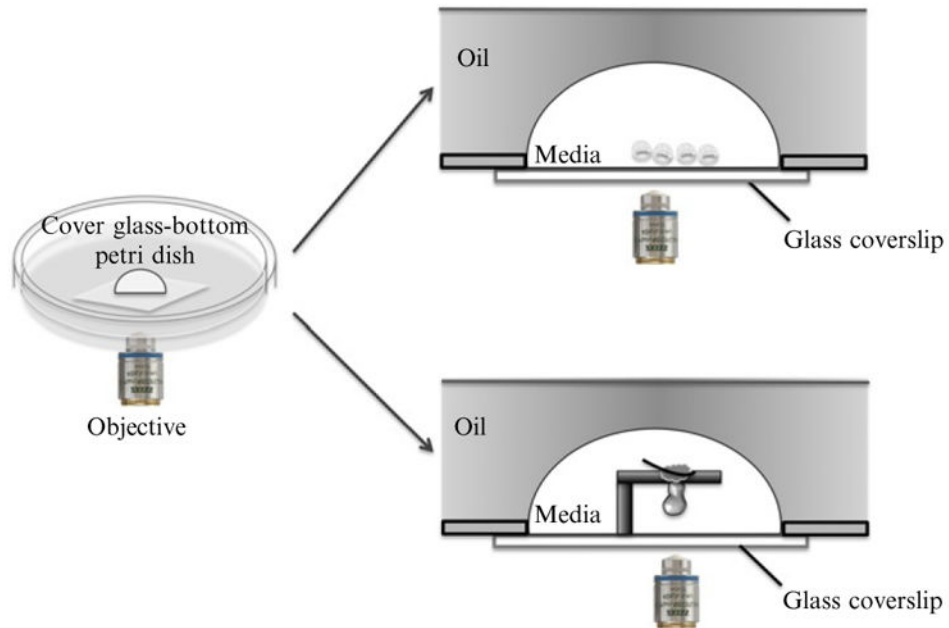 Oil
Media
Glass coverslip
Cover glass-bottom
petri dish
Objective
Oil
Media
Glass coverslip